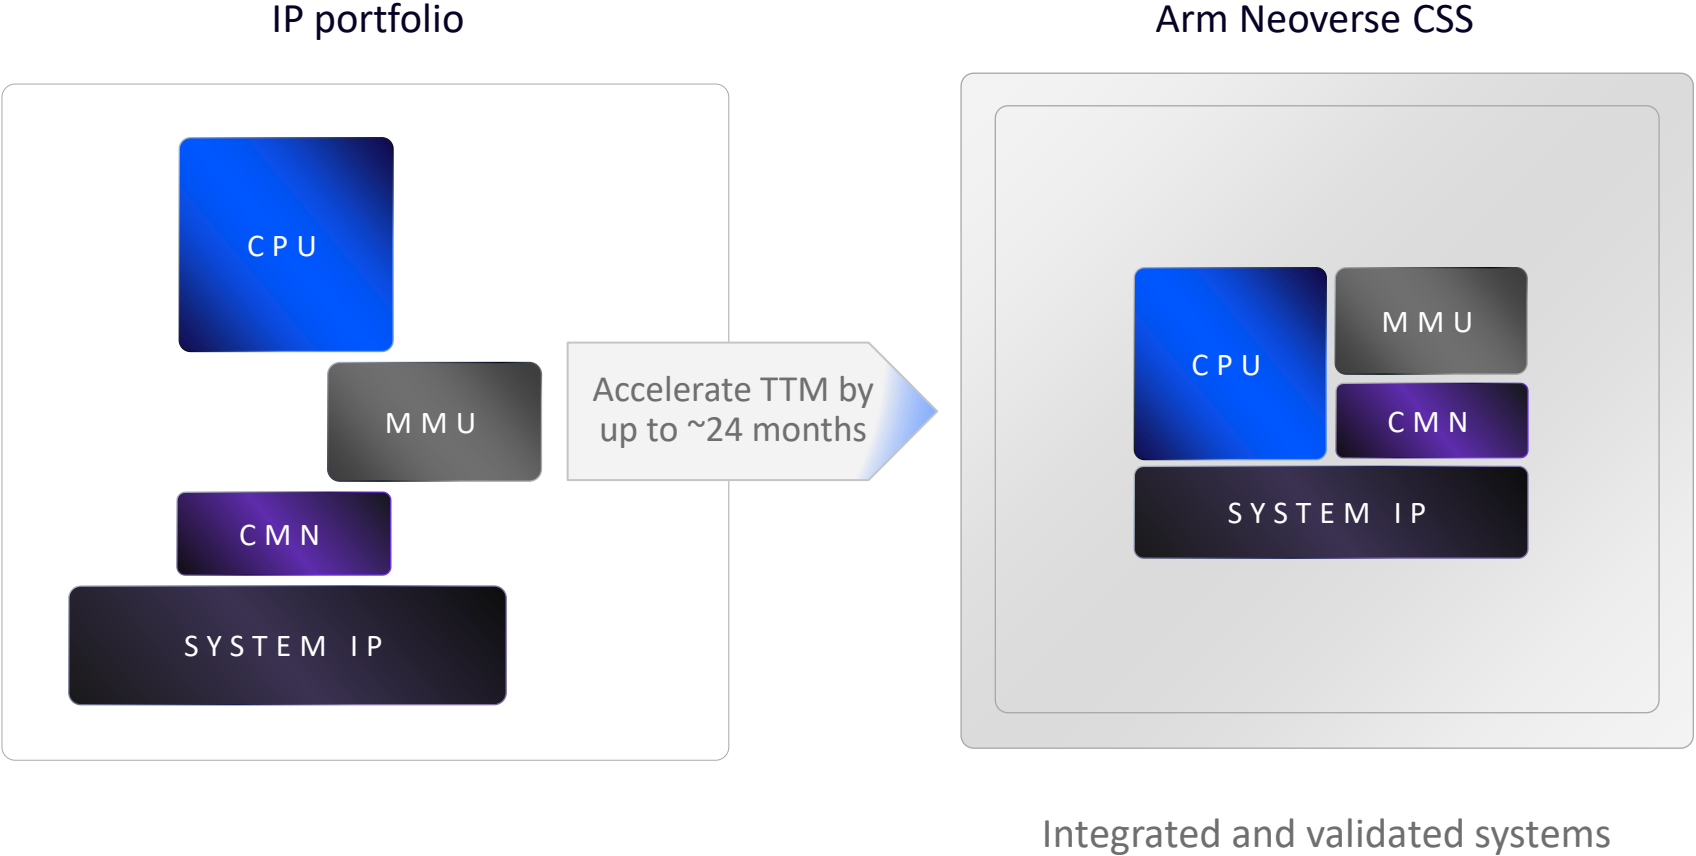 IP portfolio
CPU
MMU
CMN
SYSTEM IP
Accelerate TTM by
up to ~24 months
Arm Neoverse CSS
CPU
MMU
CMN
SYSTEM IP
Integrated and validated systems